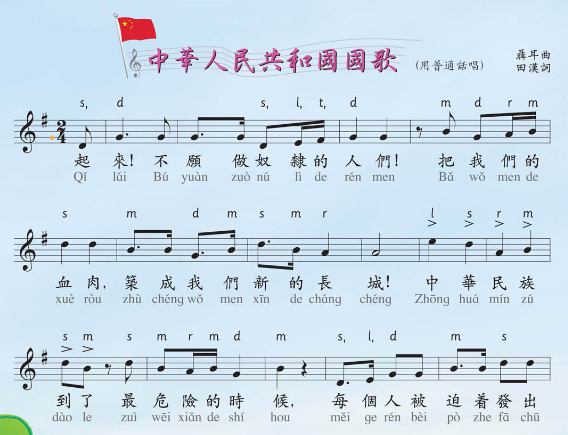 中華人民共和國國歌 (用普通話唱)
聶耳曲
田漢詞
s, d s, l, t, d m d r m
2 4
起 來! 不 願 做 奴 隸 的 人 們! 把 我 們 的
Qǐ lái Bú yuàn zuò nú lì de rén men Bǎ wǒ men de
s m m d m s m r l s r m
血 肉, 築 成 我 們 新 的 長 城! 中 華 民 族
xuè ròu zhù chéng wǒ men xīn de cháng chéng Zhōng huá mín zú
s m s m r m d m s, l, d m s
到 了 最 危 險 的 時 候, 每 個 人 被 迫 着 發 出
dào le zuì wēi xiǎn de shí hou měi ge rén bèi pò zhe fā chū